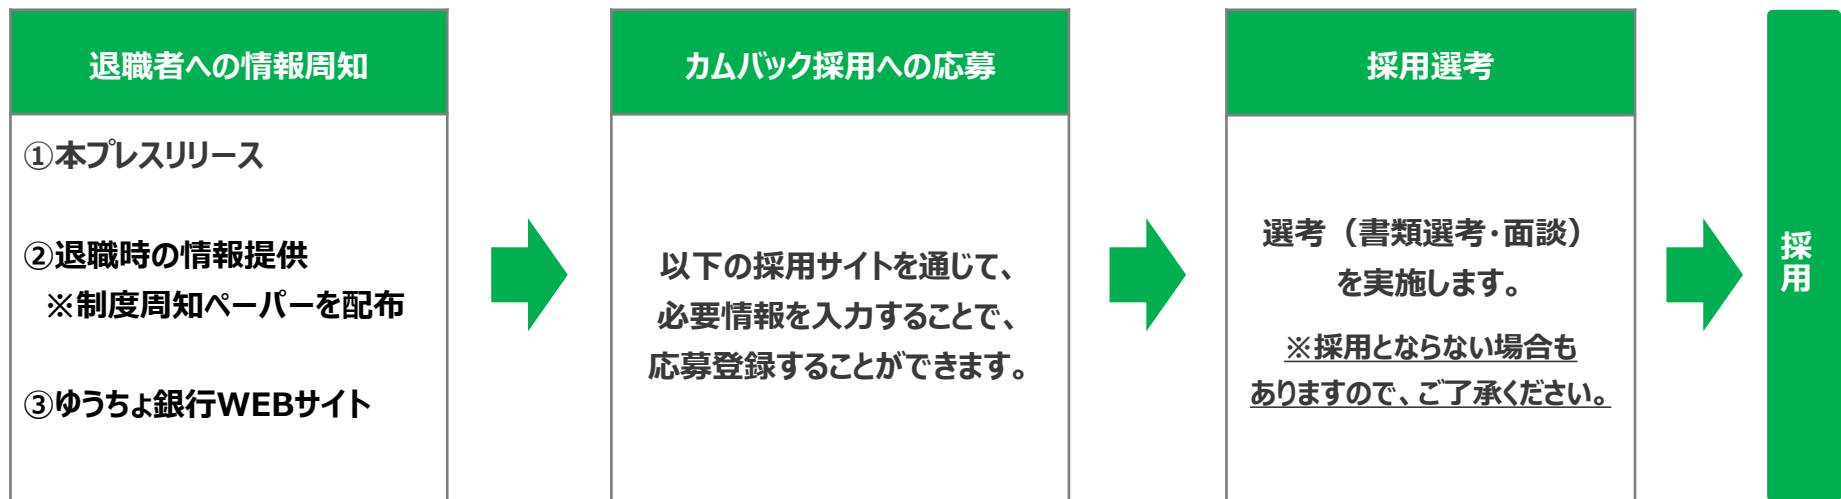 退職者への情報周知
①本プレスリリース
②退職時の情報提供
※制度周知ペーパーを配布
③ゆうちょ銀行WEBサイト
カムバック採用への応募
以下の採用サイトを通じて、
必要情報を入力することで、
応募登録することができます。
採用選考
選考（書類選考･面談）
を実施します。
※採用とならない場合も
ありますので、ご了承ください。
採用